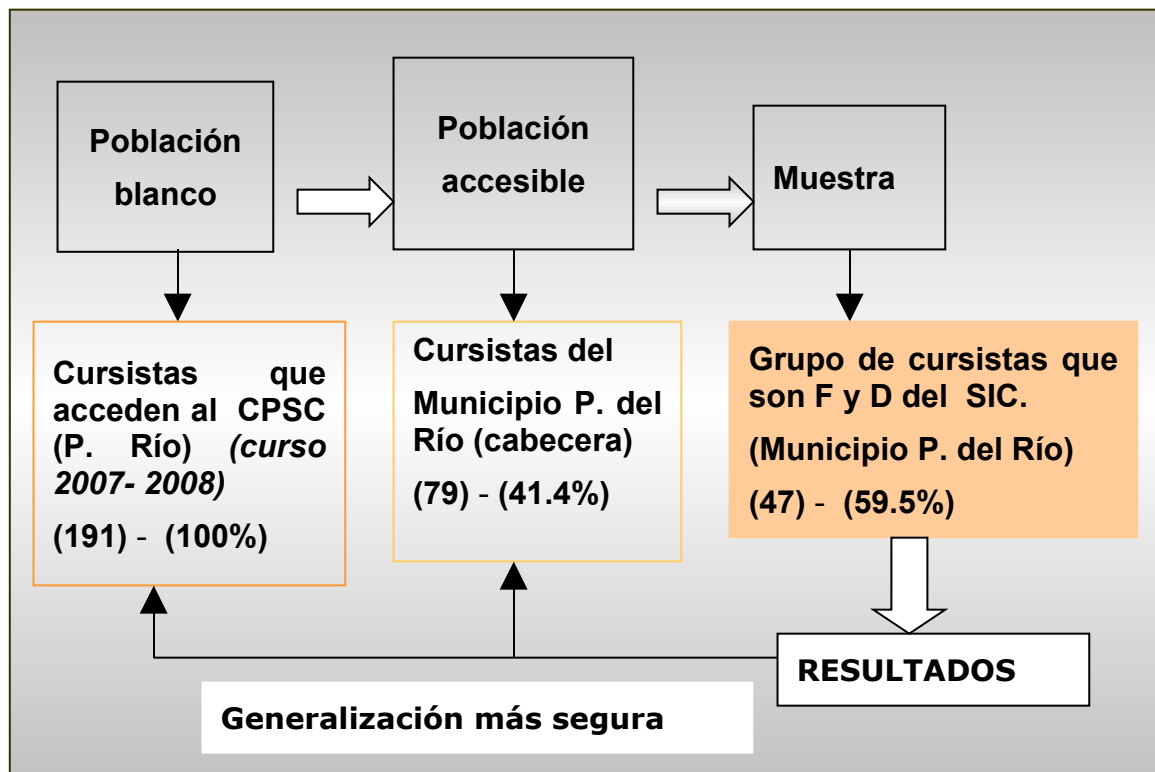 Población
blanco
Población
accesible
Muestra
Cursistas que
acceden al CPSC
(P. Río) (curso
2007- 2008)
(191) - (100%)
Cursistas del
Municipio P. del
Río (cabecera)
(79) - (41.4%)
Grupo de cursistas que
son F y D del SIC.
(Municipio P. del Río)
(47) - (59.5%)
RESULTADOS
Generalización más segura